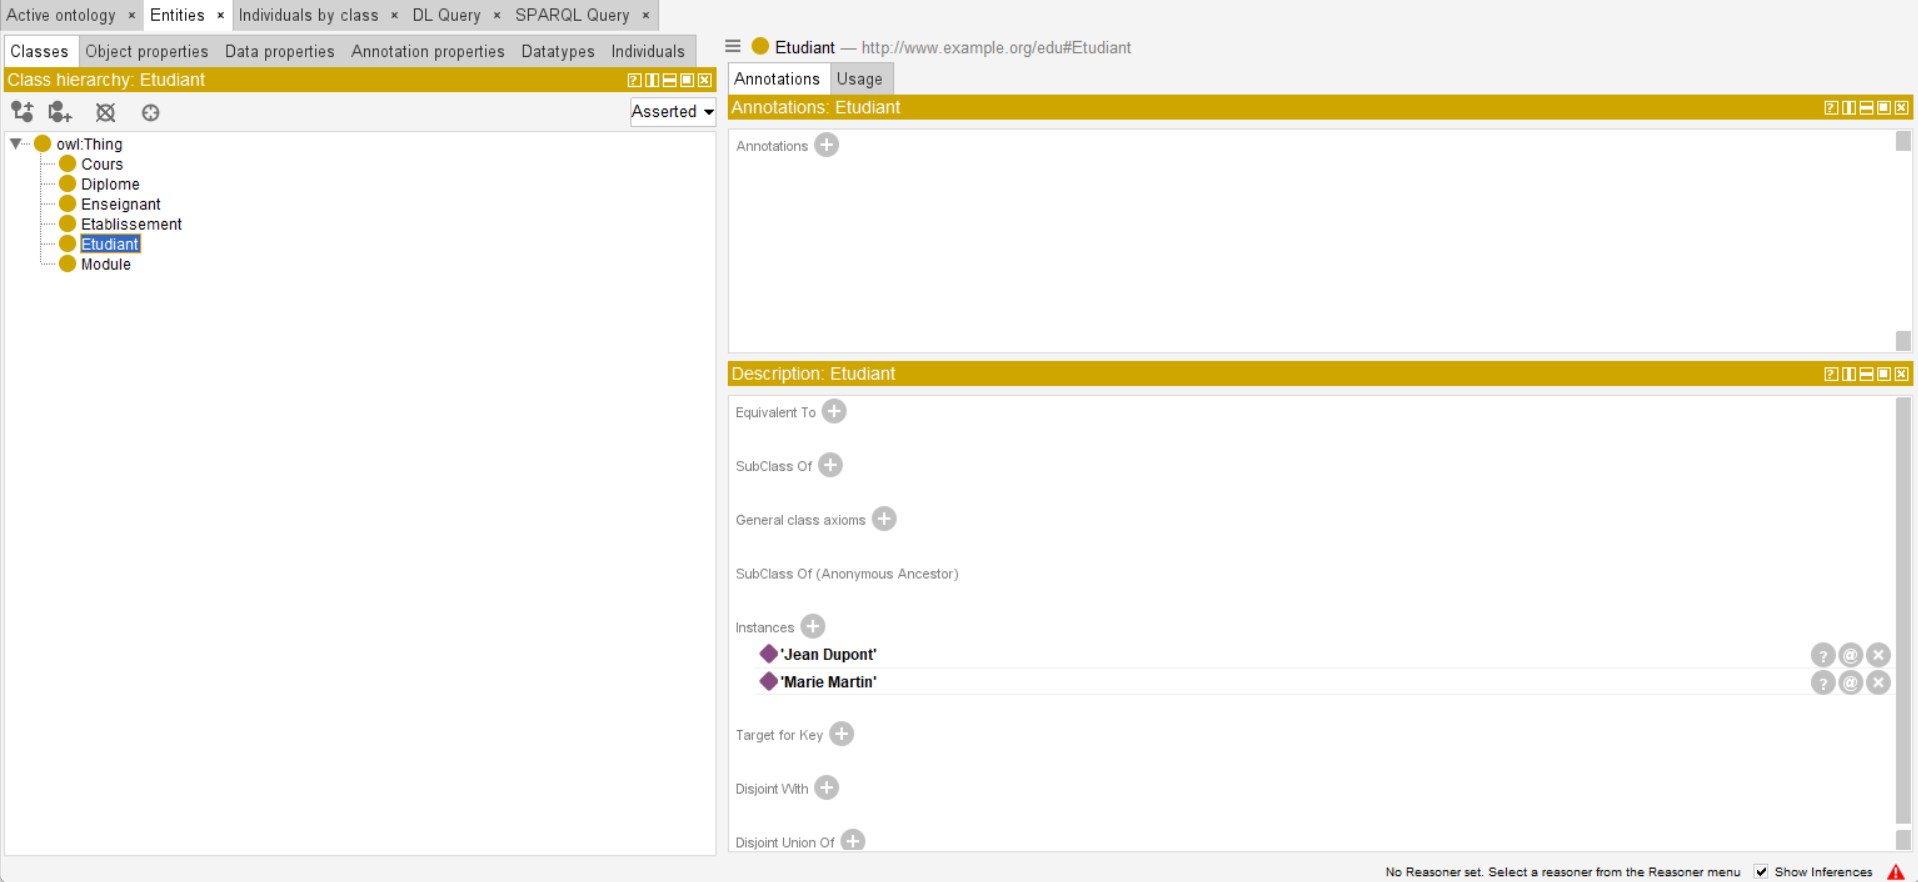 Active ontology × Entities × Individuals by class × DL Query × SPARQL Query ×
Classes Object properties Data properties Annotation properties Datatypes Individuals
Class hierarchy: Etudiant
Asserted
owl:Thing
Cours
Diplome
Enseignant
Etablissement
Etudiant
Module
Etudiant — http://www.example.org/edu#Etudiant
Annotations Usage
Annotations: Etudiant
Annotations
Description: Etudiant
Equivalent To
SubClass Of
General class axioms
SubClass Of (Anonymous Ancestor)
Instances
'Jean Dupont'
'Marie Martin'
Target for Key
Disjoint With
Disjoint Union Of
No Reasoner set. Select a reasoner from the Reasoner menu Show Inferences